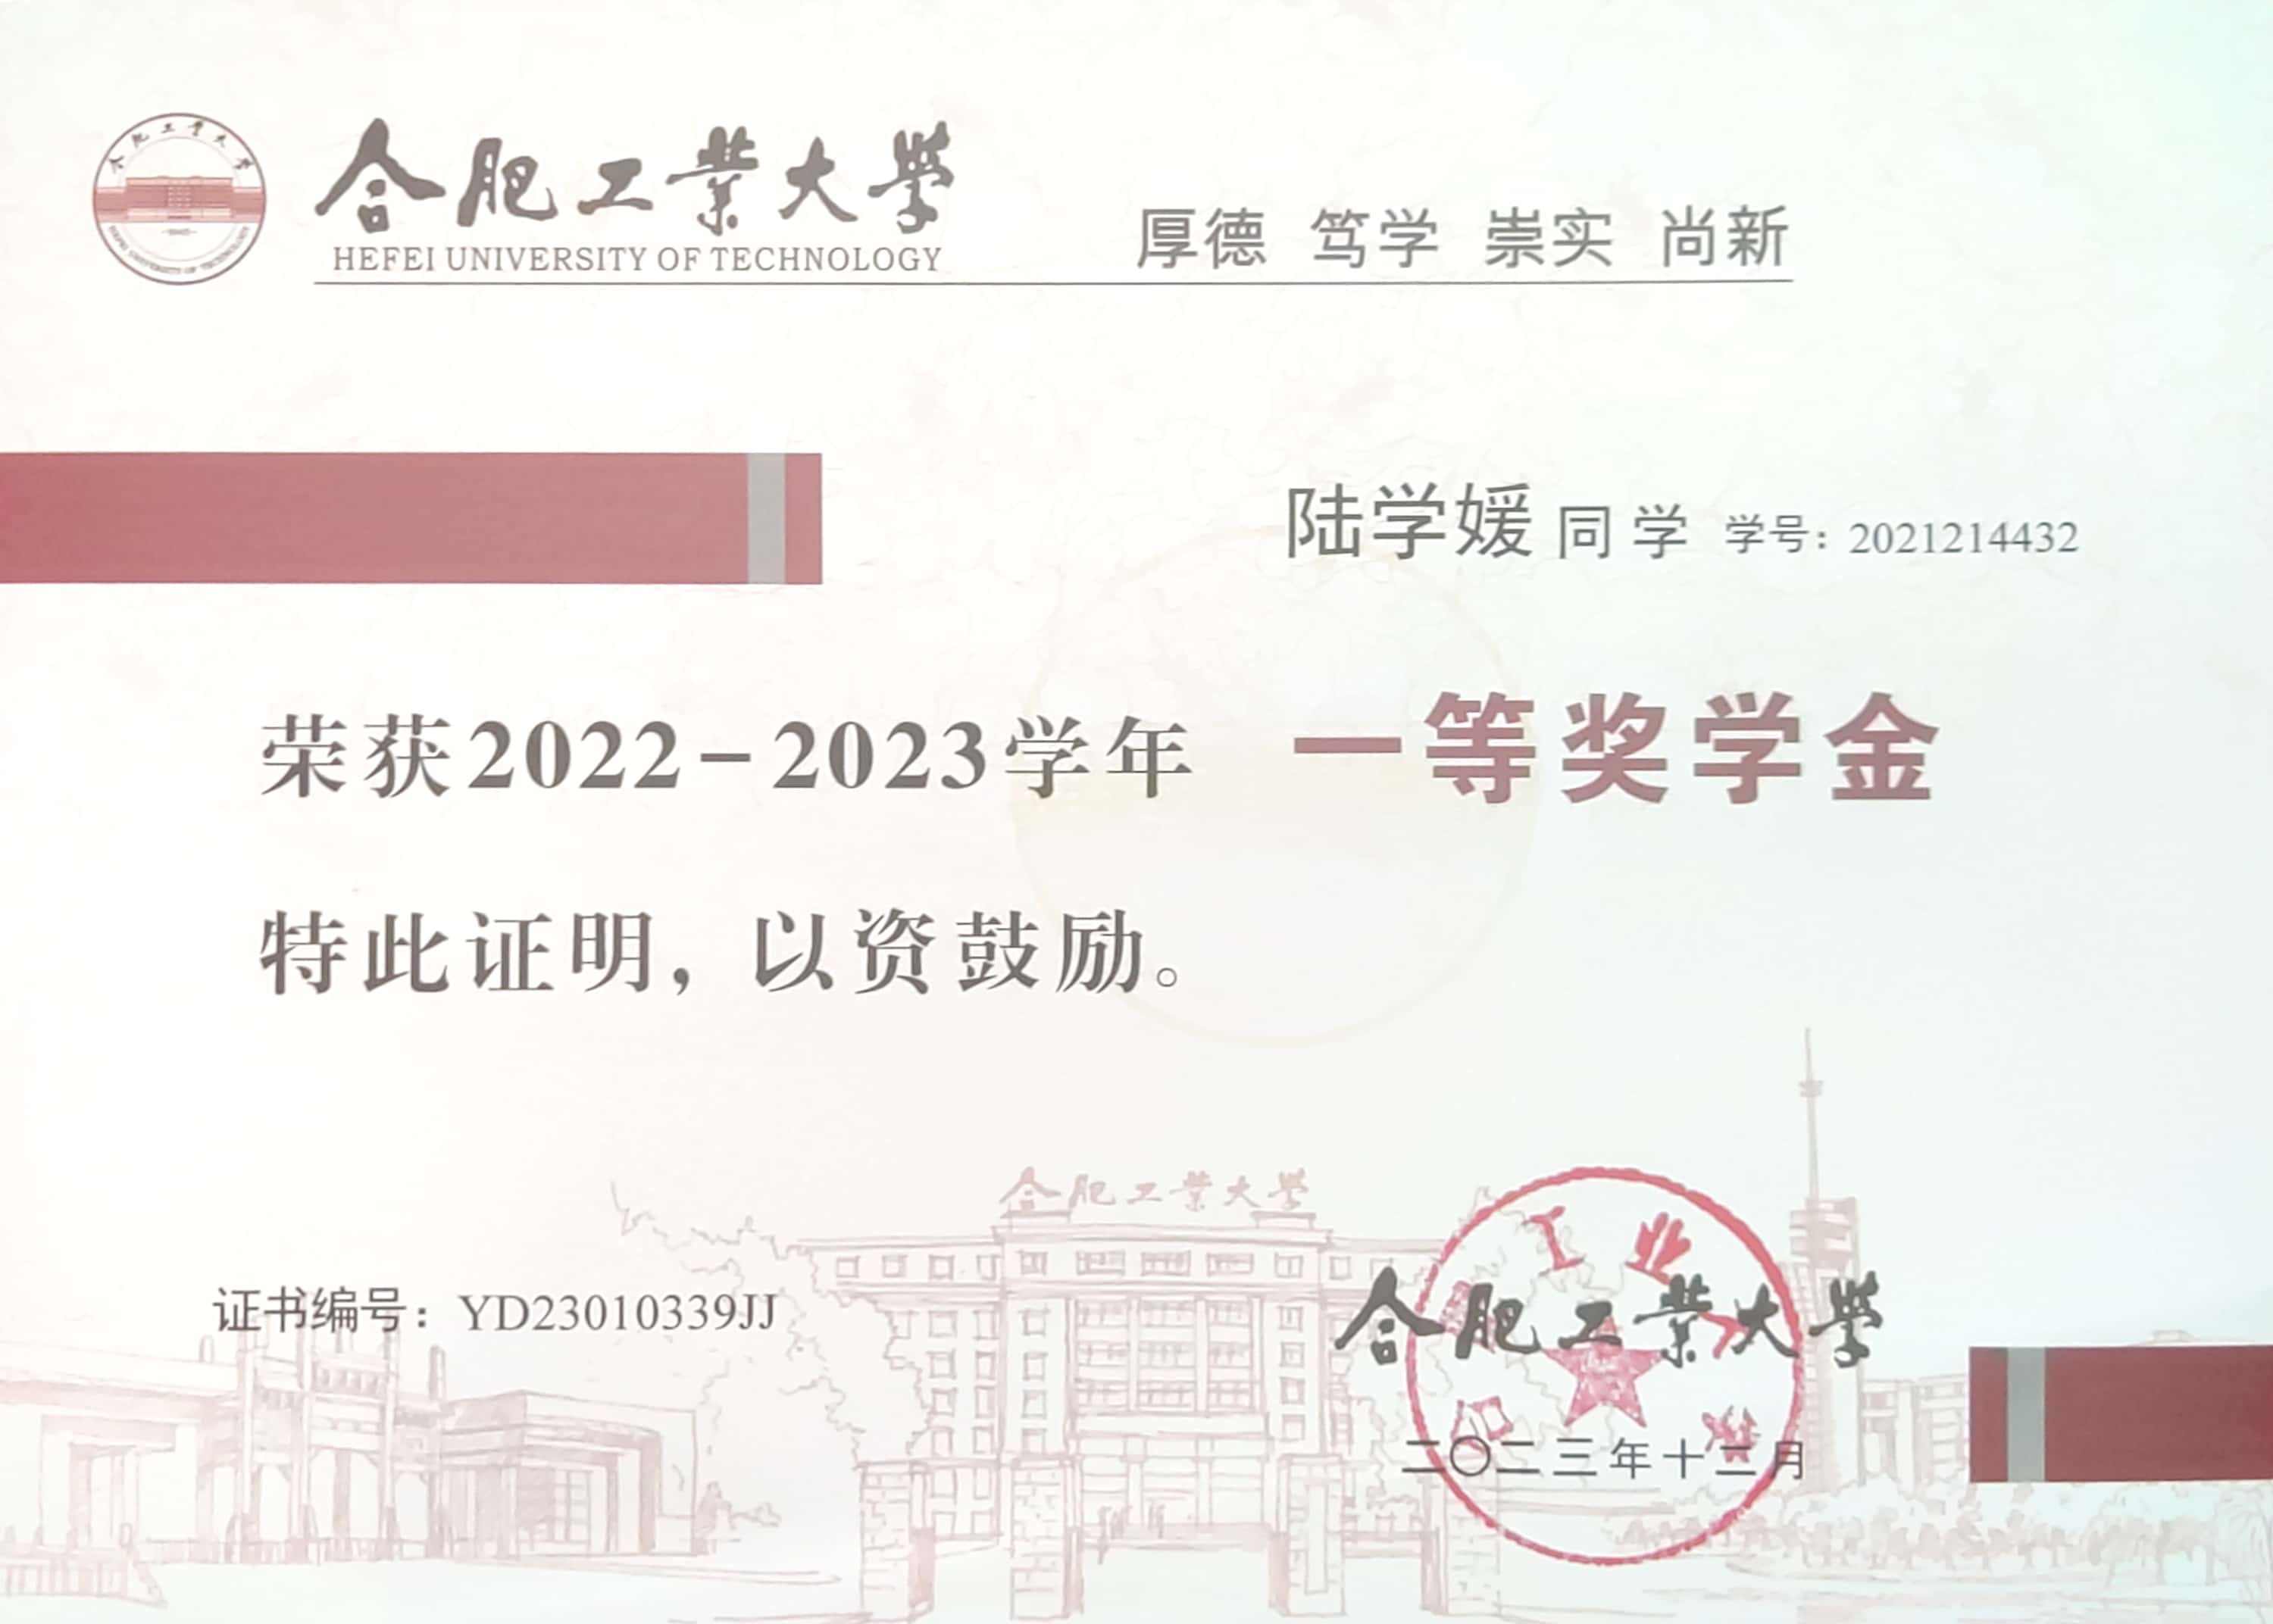 合肥工業大學
HEFEI UNIVERSITY OF TECHNOLOGY
厚德 笃学 崇实 尚新
陆学媛同学 学号：2021214432
荣获2022-2023学年 一等奖学金
特此证明，以资鼓励。
合肥工業大學
证书编号：YD23010339JJ
合肥工業大學
二〇二三年十二月